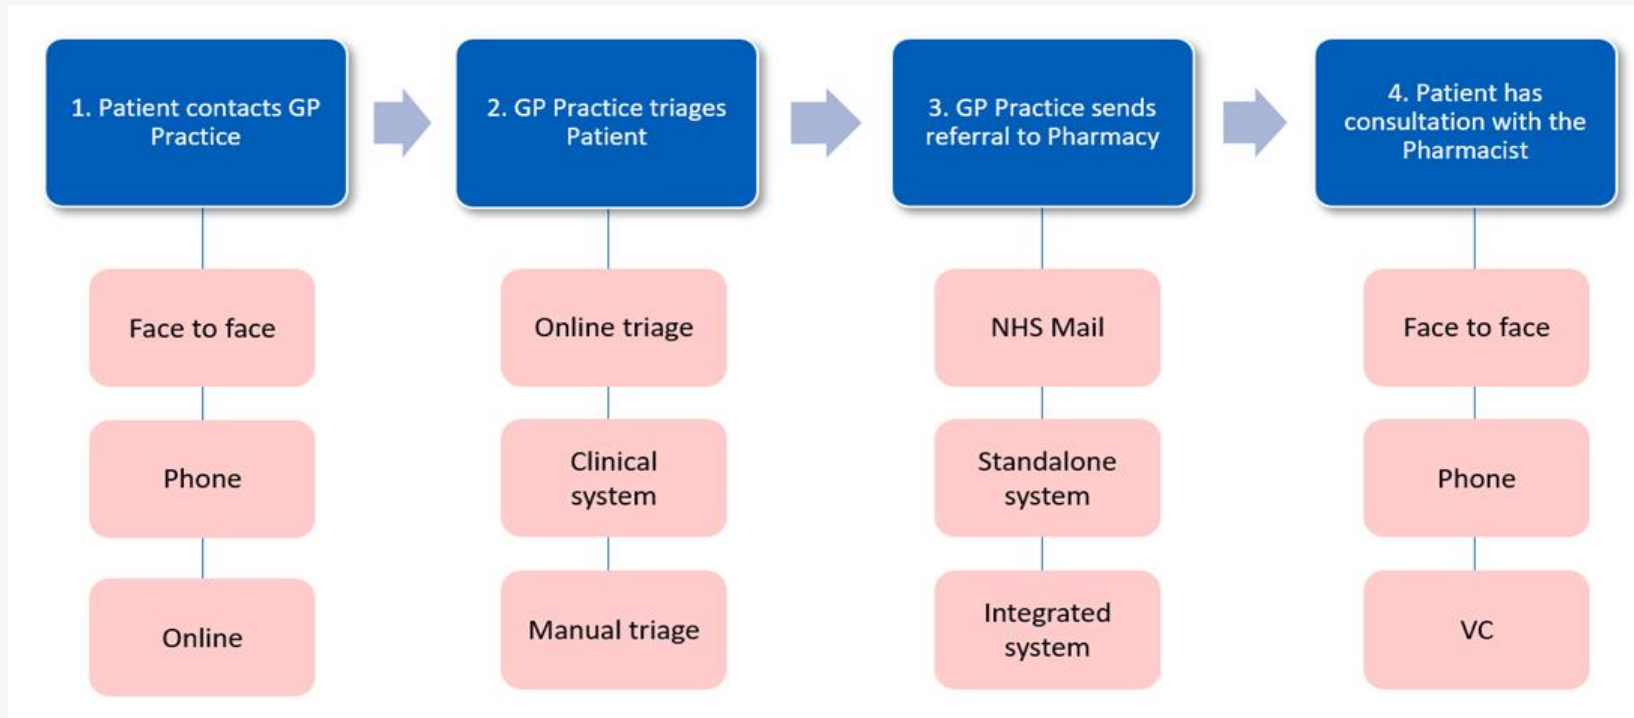 1. Patient contacts GP
Practice
Face to face
Phone
Online
2. GP Practice triages
Patient
Online triage
Clinical
system
Manual triage
3. GP Practice sends
referral to Pharmacy
NHS Mail
Standalone
system
Integrated
system
4. Patient has
consultation with the
Pharmacist
Face to face
Phone
VC